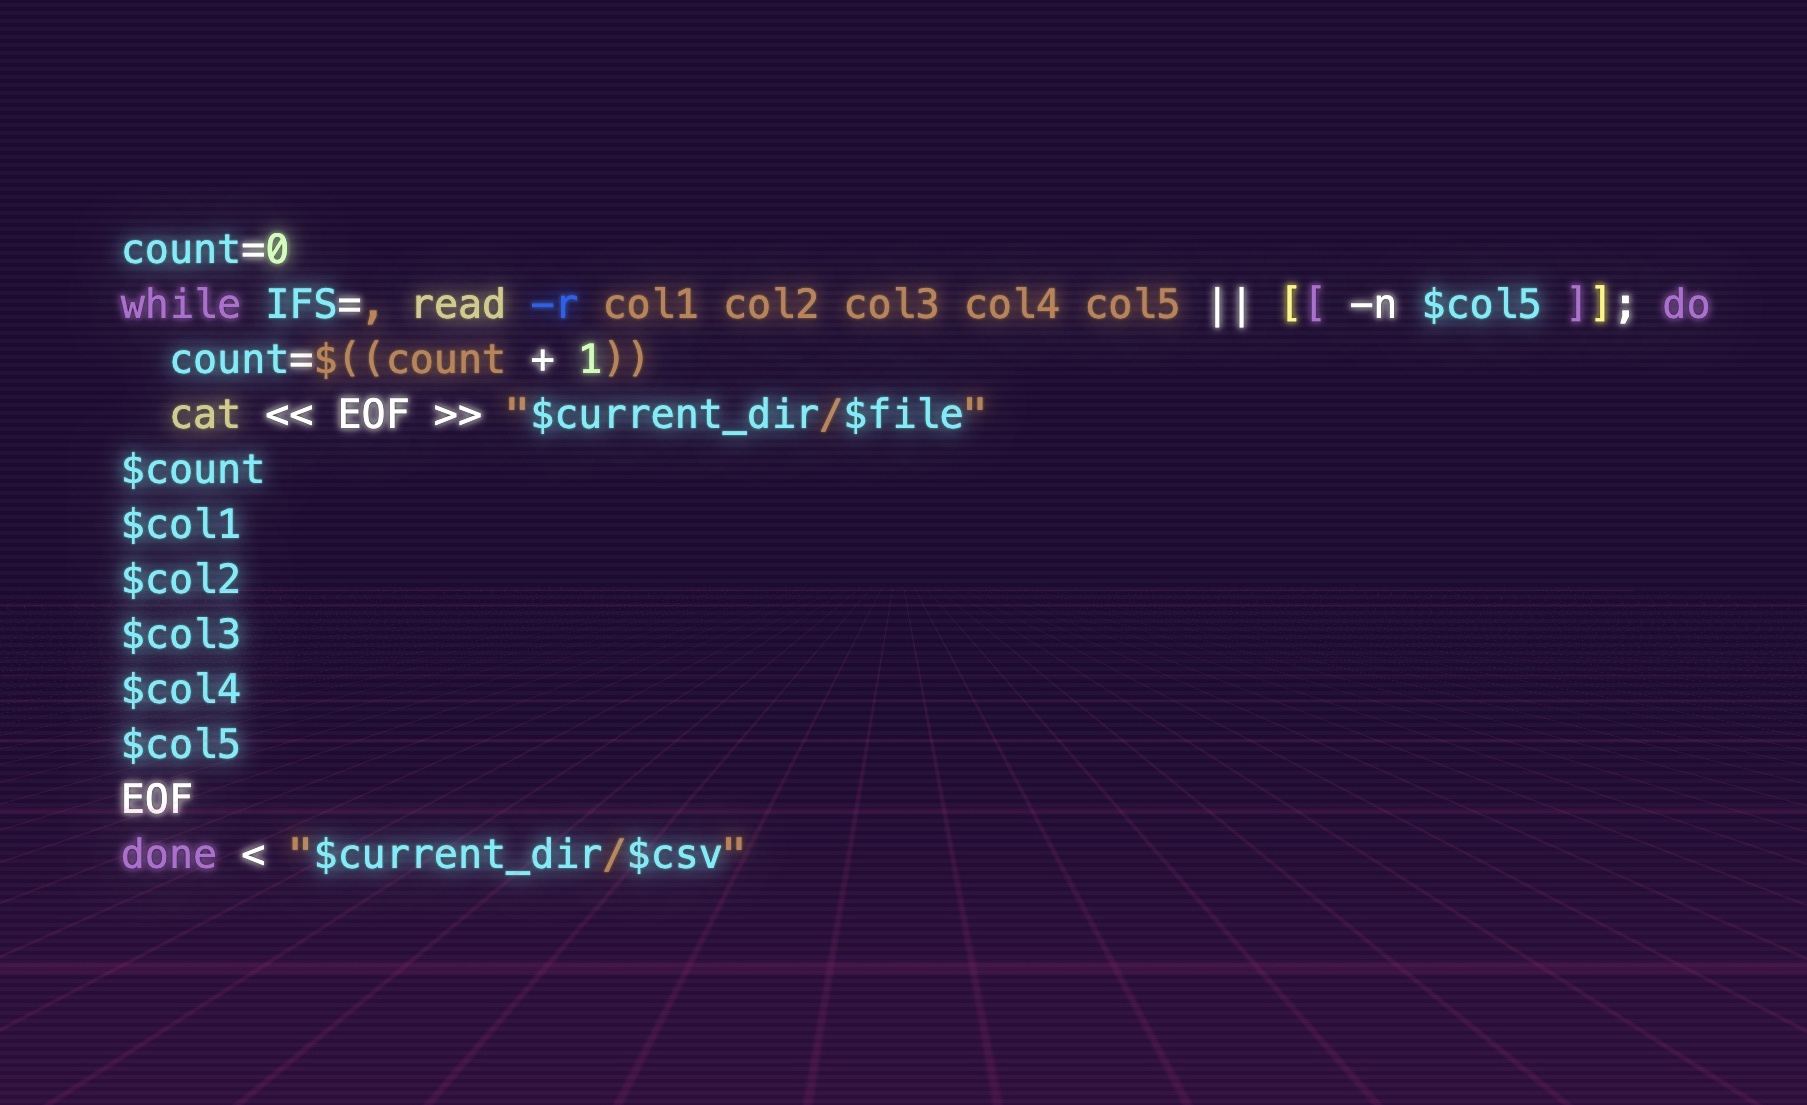 count=0
while IFS=, read -r col1 col2 col3 col4 col5 || [[ -n $col5 ]]; do
  count=$((count + 1))
  cat << EOF >> "$current_dir/$file"
$count
$col1
$col2
$col3
$col4
$col5
EOF
done < "$current_dir/$csv"